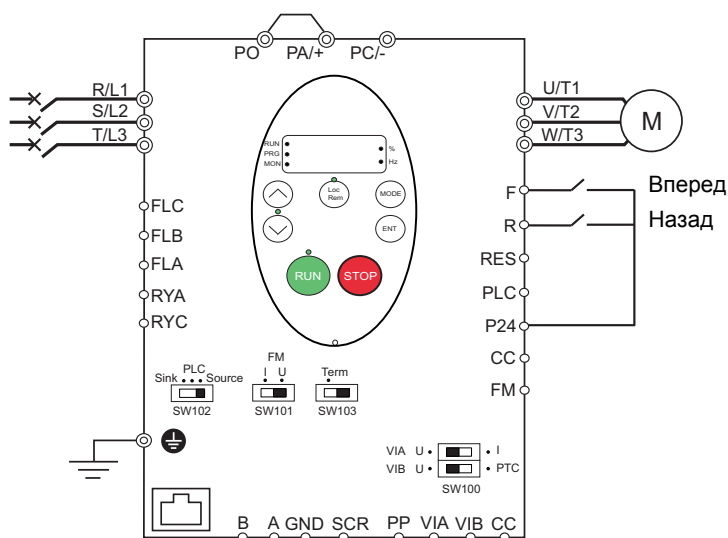 PO PA/+ PC/-
R/L1
S/L2
T/L3
U/T1
V/T2
W/T3
M
RUN
PRG
MON
%
Hz
Loc
Rem
MODE
ENT
RUN
STOP
FLC
FLB
FLA
RYA
RYC
F
R
RES
PLC
P24
CC
FM
Вперед
Назад
PLC
Sink Source
SW102
FM
I U
SW101
Term
SW103
VIA U I
VIB U PTC
SW100
B A GND SCR PP VIA VIB CC